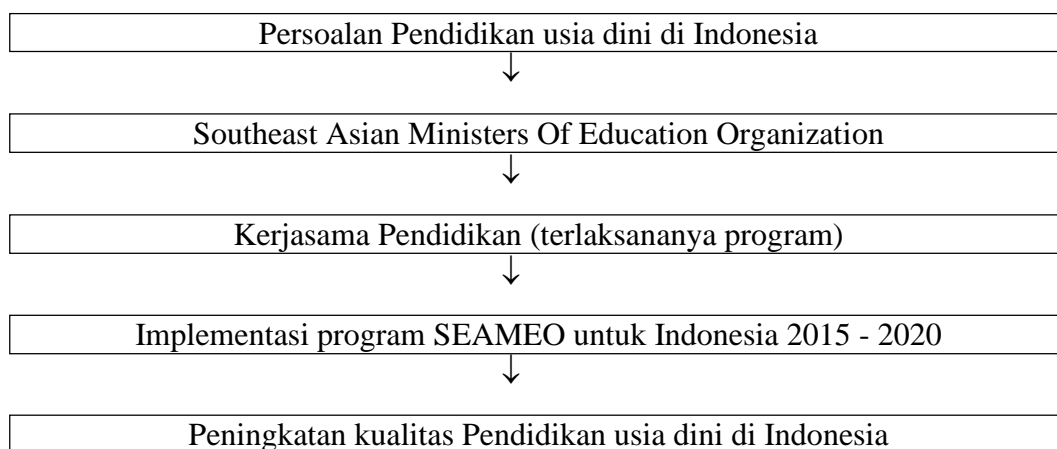 Persoalan Pendidikan usia dini di Indonesia
↓
Southeast Asian Ministers Of Education Organization
↓
Kerjasama Pendidikan (terlaksananya program)
↓
Implementasi program SEAMEO untuk Indonesia 2015 - 2020
↓
Peningkatan kualitas Pendidikan usia dini di Indonesia